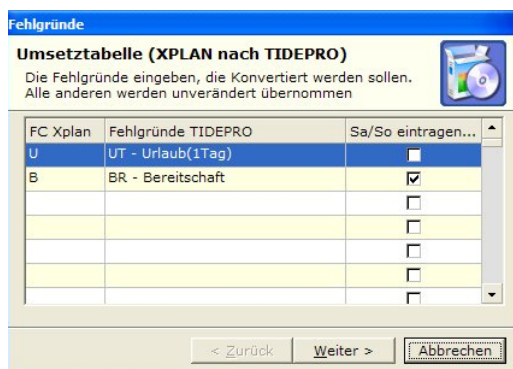 Fehlgründe
Umsetztabelle (XPLAN nach TIDEPRO)
Die Fehlgründe eingeben, die Konvertiert werden sollen.
Alle anderen werden unverändert übernommen
FC Xplan Fehlgründe TIDEPRO Sa/So eintragen...
U UT - Urlaub(1Tag)
B BR - Bereitschaft
< Zurück Weiter > Abbrechen